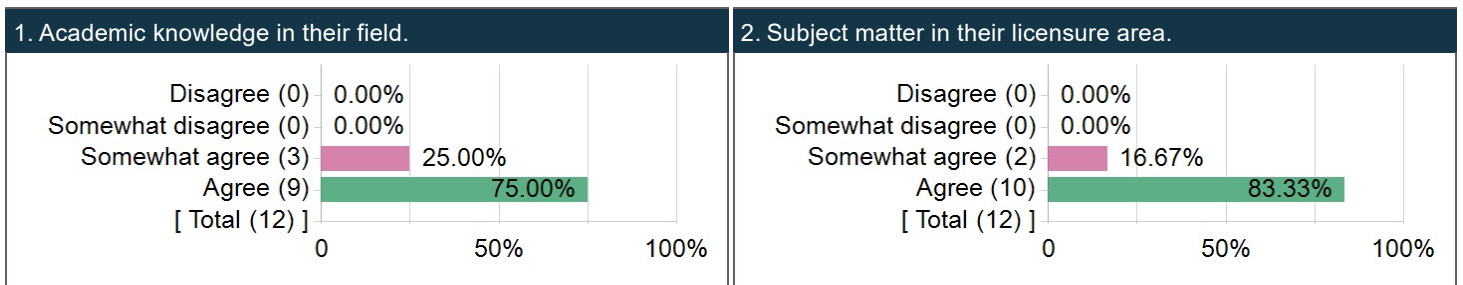 1. Academic knowledge in their field.
Disagree (0) 0.00%
Somewhat disagree (0) 0.00%
Somewhat agree (3) 25.00%
Agree (9) 75.00%
[ Total (12) ]
0 50% 100%
2. Subject matter in their licensure area.
Disagree (0) 0.00%
Somewhat disagree (0) 0.00%
Somewhat agree (2) 16.67%
Agree (10) 83.33%
[ Total (12) ]
0 50% 100%